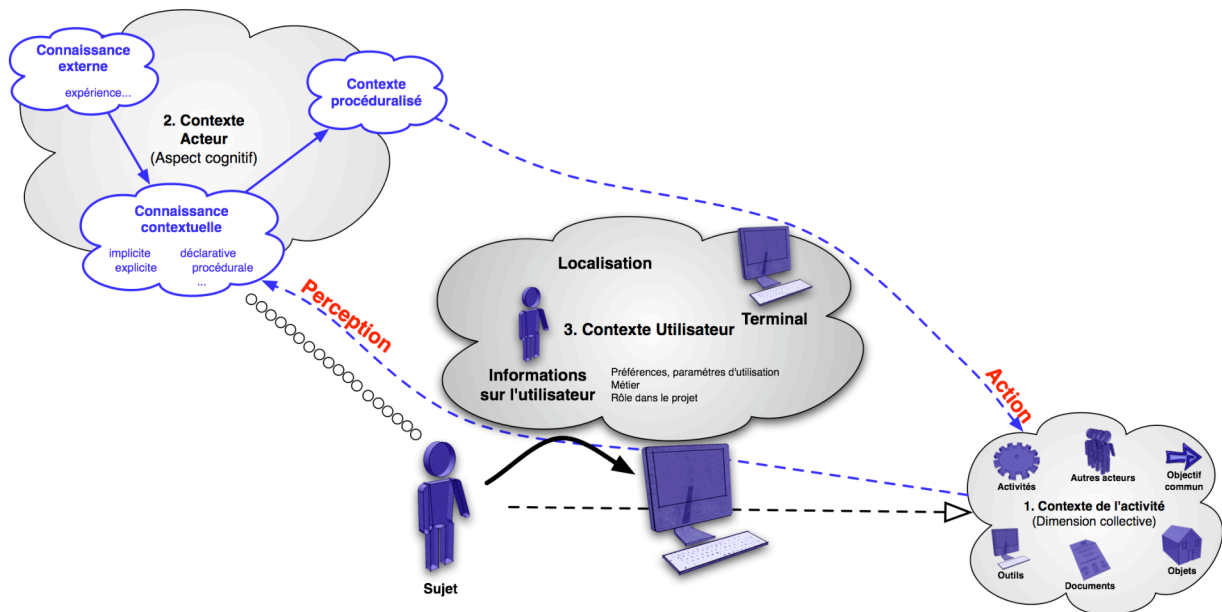 Connaissance
externe
expérience...
Contexte
procéduralisé
2. Contexte
Acteur
(Aspect cognitif)
Connaissance
contextuelle
implicite déclarative
explicite procédurale
...
Perception
Localisation
Terminal
3. Contexte Utilisateur
Informations
sur l'utilisateur
Préférences, paramètres d'utilisation
Métier
Rôle dans le projet
Action
Activités
Autres acteurs
Objectif
commun
1. Contexte de l'activité
(Dimension collective)
Outils
Documents
Objets
Sujet